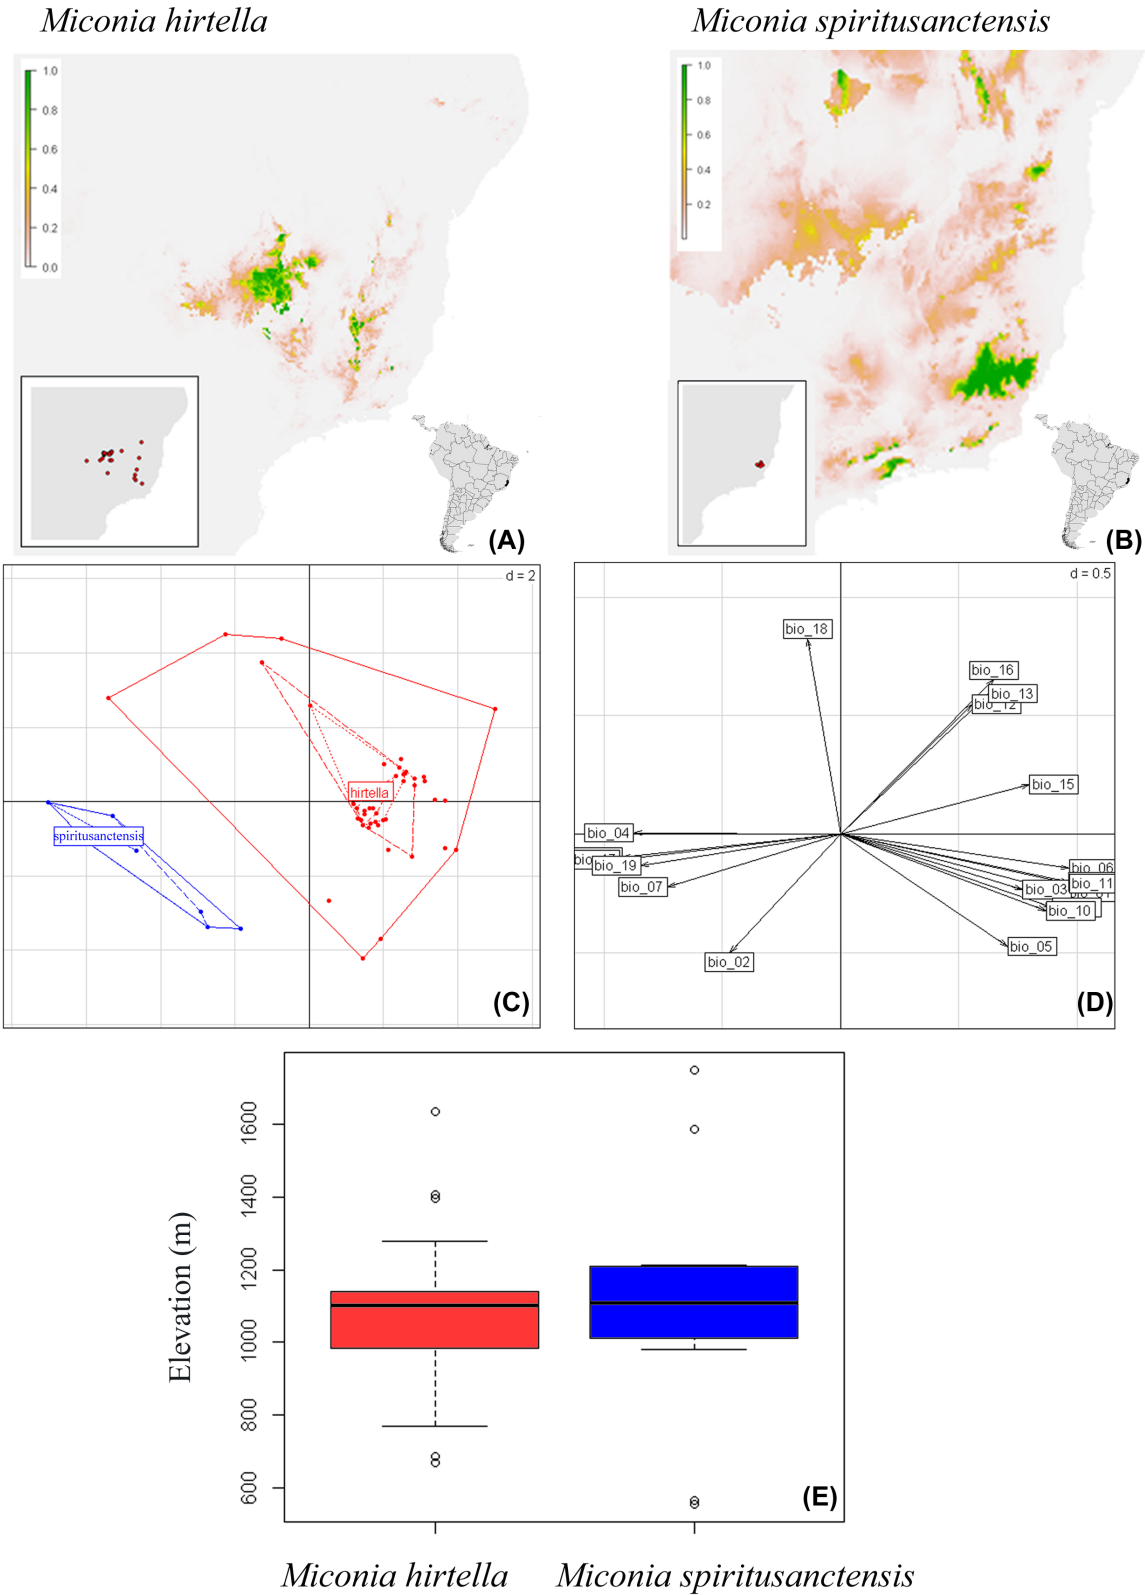 Miconia hirtella
Miconia spiritusanctensis
1.0
0.8
0.6
0.4
0.2
0.0
(A)
1.0
0.8
0.6
0.4
0.2
(B)
d = 2
hirtella
spiritusanctensis
(C)
d = 0.5
bio_18
bio_16
bio_13
bio_12
bio_15
bio_04
bio_19
bio_07
bio_02
bio_06
bio_11
bio_03
bio_10
bio_05
(D)
Elevation (m)
1600
1400
1200
1000
800
600
(E)
Miconia hirtella
Miconia spiritusanctensis